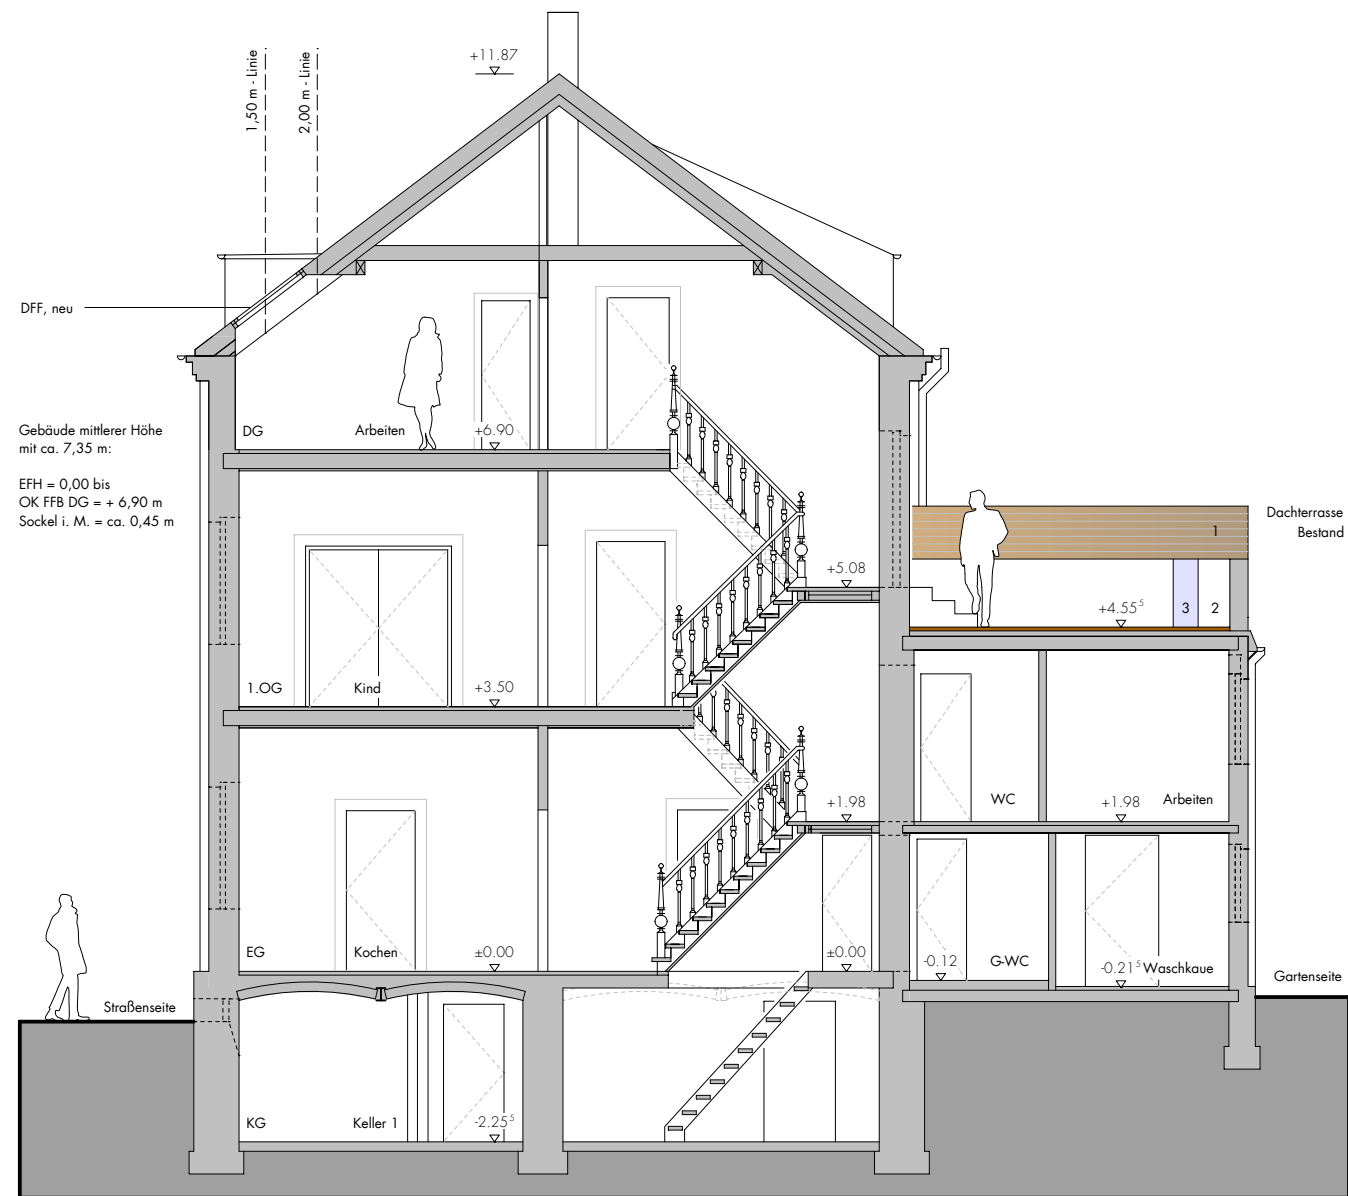 +11.87
1,50 m - Linie
2,00 m - Linie
DFF, neu
Gebäude mittlerer Höhe
mit ca. 7,35 m:
EFH = 0,00 bis
OK FFB DG = + 6,90 m
Sockel i. M. = ca. 0,45 m
DG
Arbeiten
+6.90
Dachterrasse
Bestand
1
+5.08
+4.55⁵
3
2
1.OG
Kind
+3.50
+1.98
WC
+1.98
Arbeiten
EG
Kochen
±0.00
±0.00
-0.12
G-WC
-0.21⁵
Waschkaue
Gartenseite
Straßenseite
KG
Keller 1
-2.25⁵